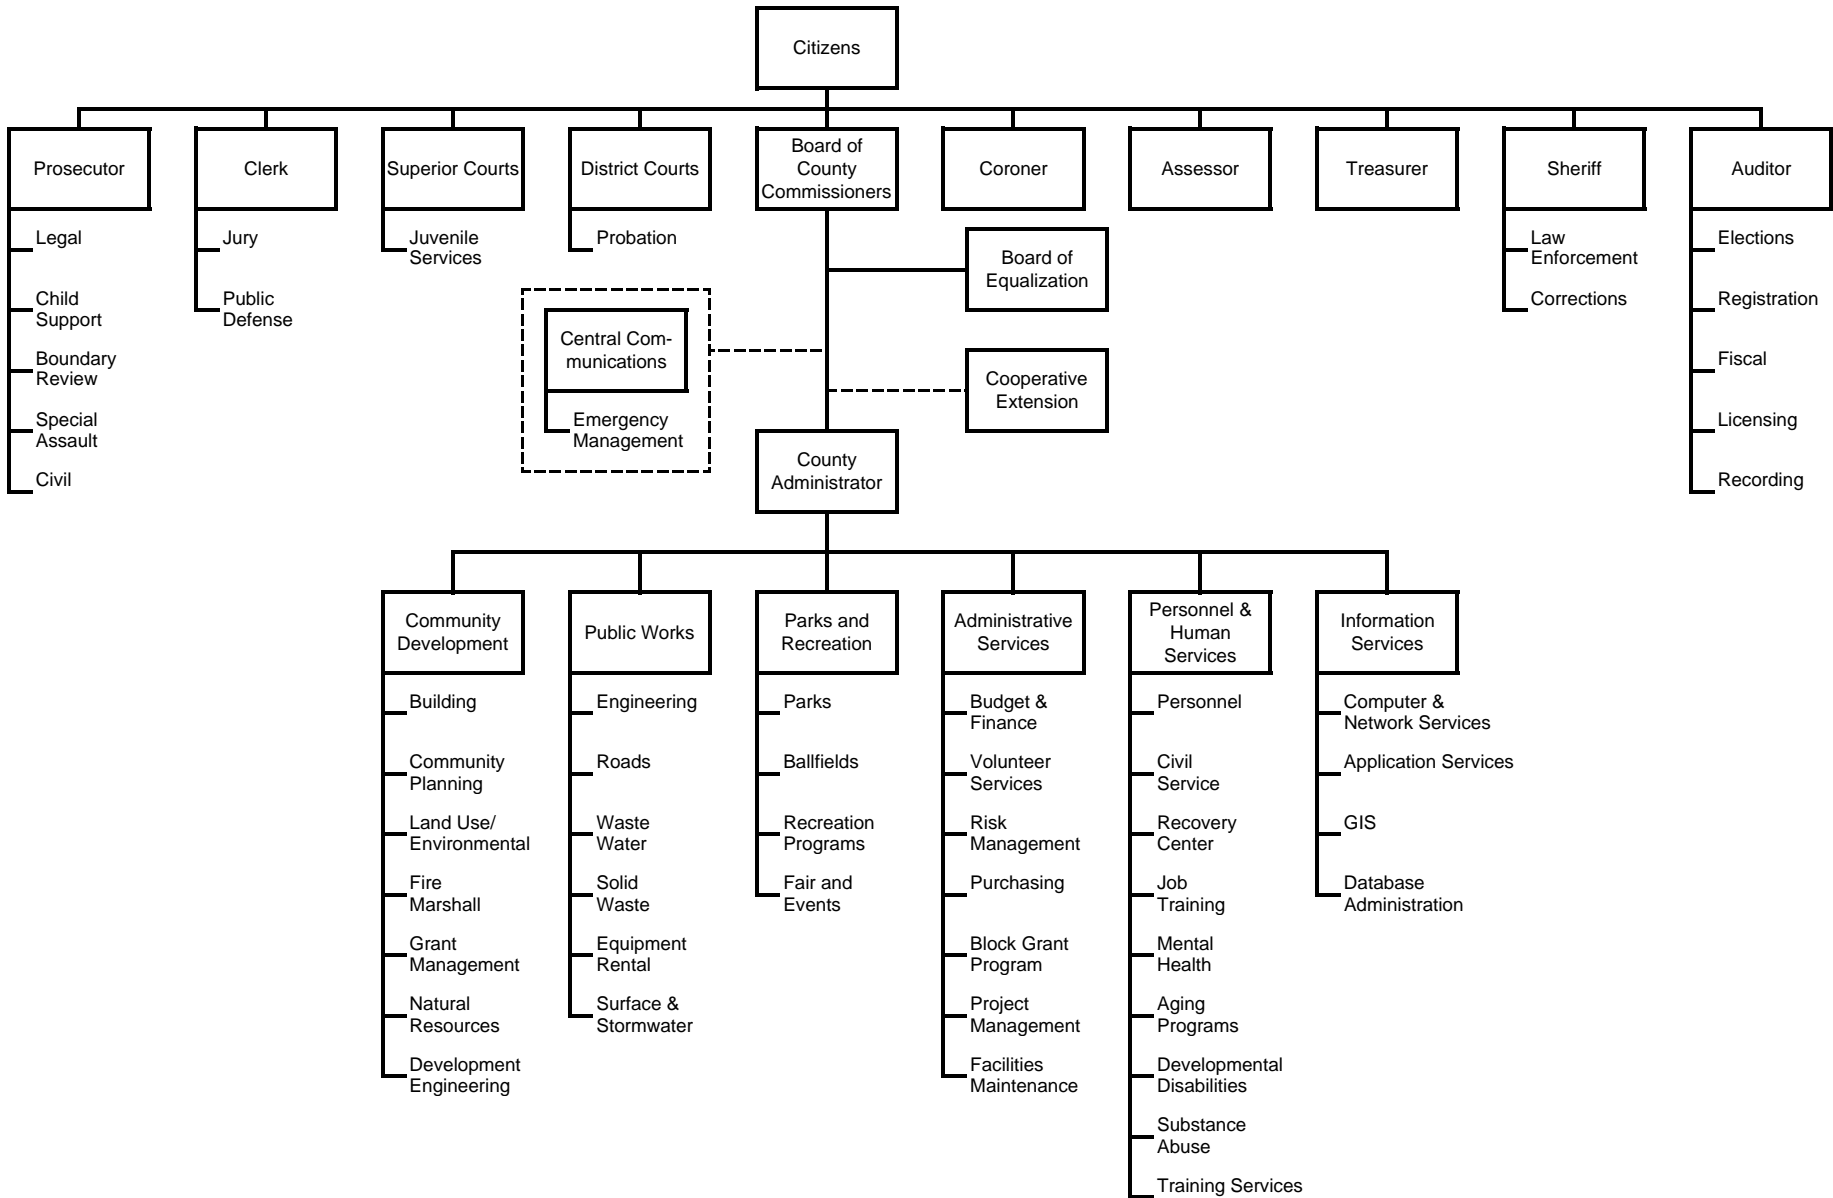 Citizens
Prosecutor
Clerk
Superior Courts
District Courts
Board of
County
Commissioners
Coroner
Assessor
Treasurer
Sheriff
Auditor
Legal
Child
Support
Boundary
Review
Special
Assault
Civil
Jury
Public
Defense
Juvenile
Services
Probation
Board of
Equalization
Central Com-
munications
Emergency
Management
Cooperative
Extension
County
Administrator
Law
Enforcement
Corrections
Elections
Registration
Fiscal
Licensing
Recording
Community
Development
Building
Community
Planning
Land Use/
Environmental
Fire
Marshall
Grant
Management
Natural
Resources
Development
Engineering
Public Works
Engineering
Roads
Waste
Water
Solid
Waste
Equipment
Rental
Surface &
Stormwater
Parks and
Recreation
Parks
Ballfields
Recreation
Programs
Fair and
Events
Administrative
Services
Budget &
Finance
Volunteer
Services
Risk
Management
Purchasing
Block Grant
Program
Project
Management
Facilities
Maintenance
Personnel &
Human
Services
Personnel
Civil
Service
Recovery
Center
Job
Training
Mental
Health
Aging
Programs
Developmental
Disabilities
Substance
Abuse
Training Services
Information
Services
Computer &
Network Services
Application Services
GIS
Database
Administration